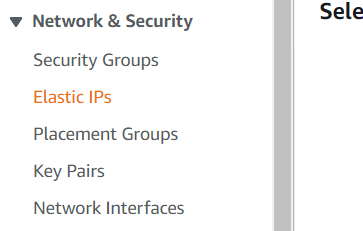 Network & Security
Sele
Security Groups
Elastic IPs
Placement Groups
Key Pairs
Network Interfaces